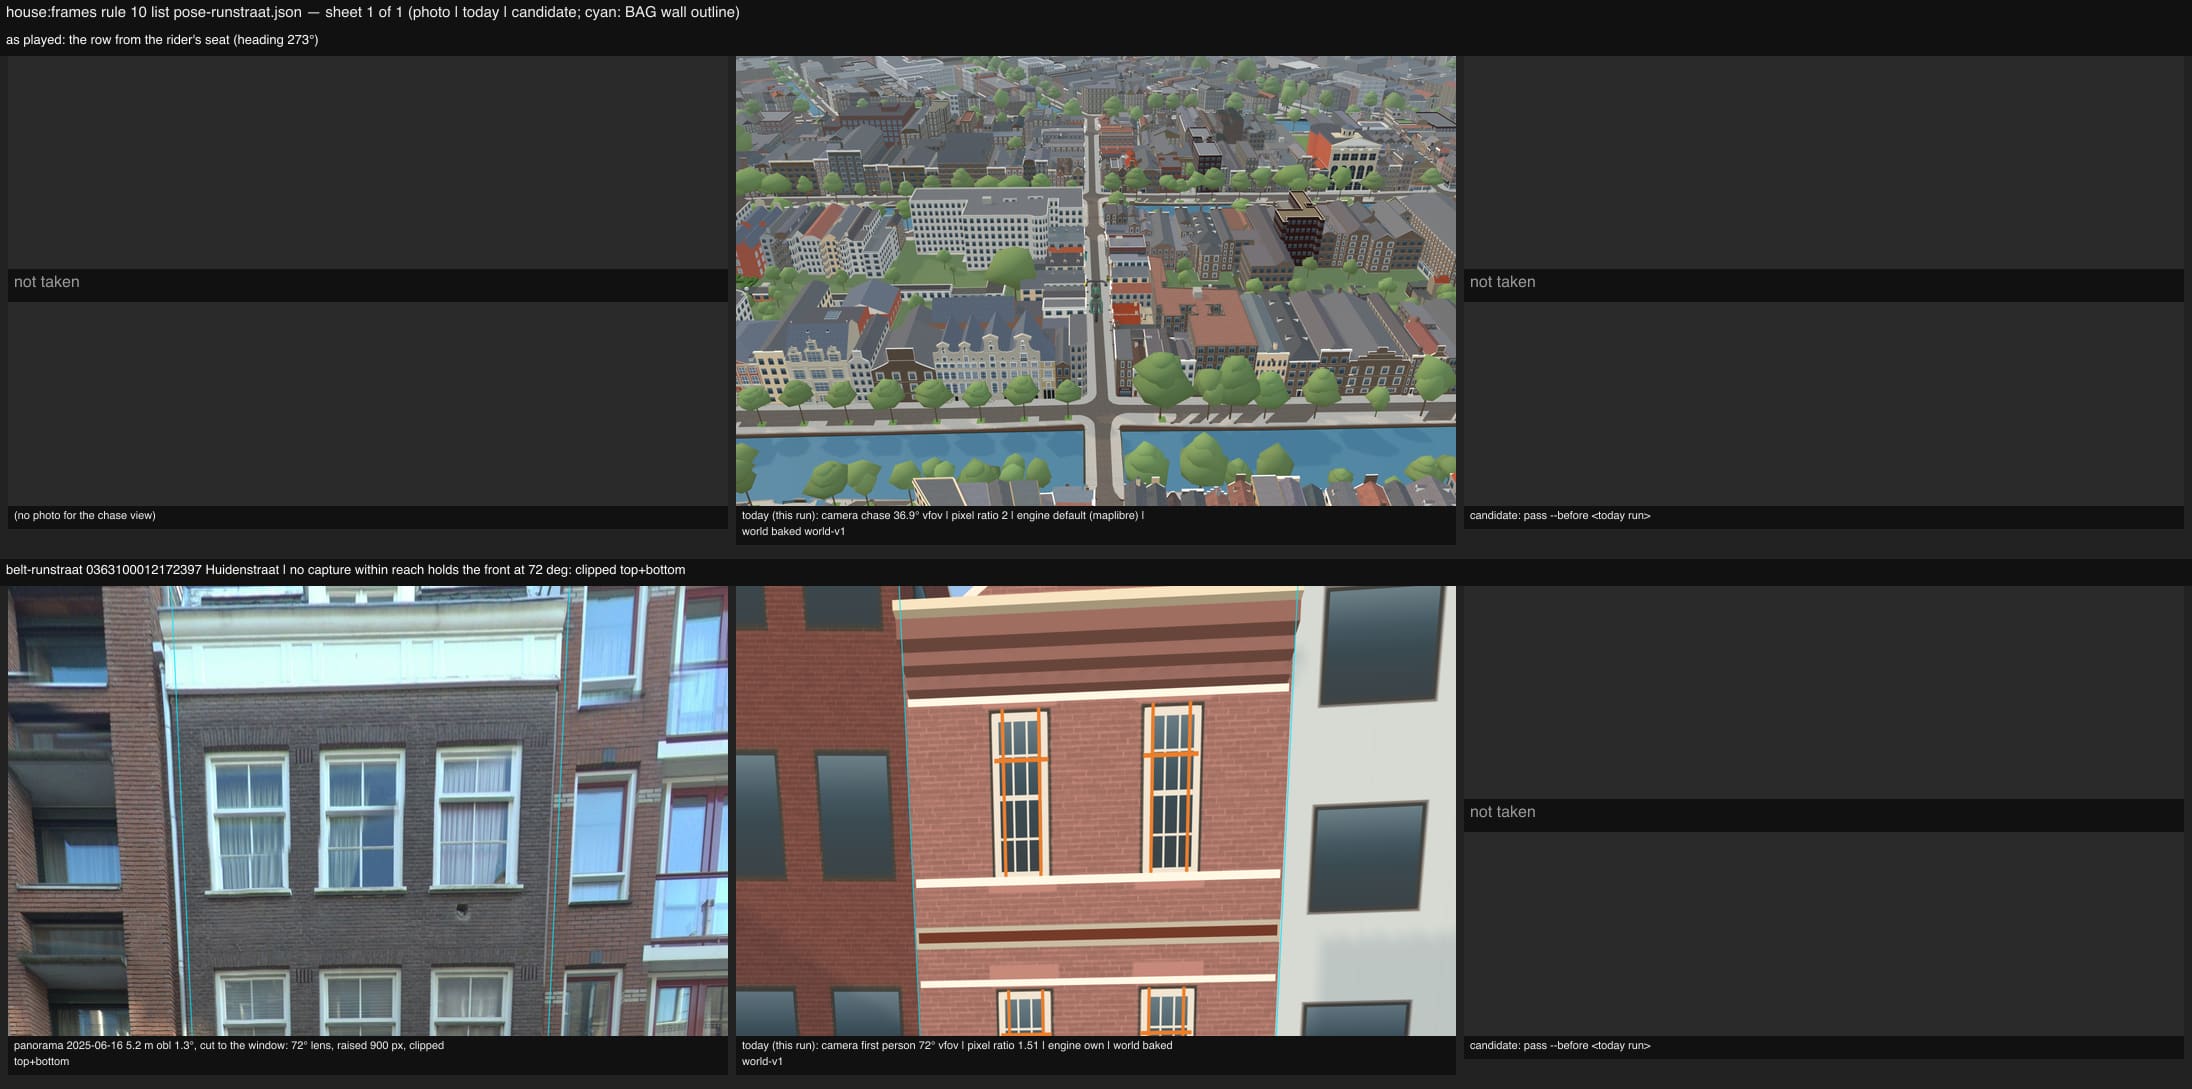 house:frames rule 10 list pose-runstraat.json — sheet 1 of 1 (photo | today | candidate; cyan: BAG wall outline)
as played: the row from the rider's seat (heading 273°)
not taken
not taken
(no photo for the chase view)
today (this run): camera chase 36.9° vfov | pixel ratio 2 | engine default (maplibre) |
world baked world-v1
candidate: pass --before <today run>
belt-runstraat 0363100012172397 Huidenstraat | no capture within reach holds the front at 72 deg: clipped top+bottom
not taken
panorama 2025-06-16 5.2 m obl 1.3°, cut to the window: 72° lens, raised 900 px, clipped
top+bottom
today (this run): camera first person 72° vfov | pixel ratio 1.51 | engine own | world baked
world-v1
candidate: pass --before <today run>